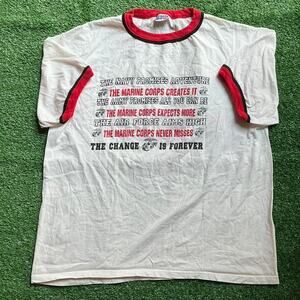 THE NAVY PROMISES ADVENTURE
THE MARINE CORPS CREATES IT
THE ARMY PROMISES ALL YOU CAN BE
THE MARINE CORPS EXPECTS MORE
THE AIR FORCE AIMS HIGH
THE MARINE CORPS NEVER MISSES
THE CHANGE IS FOREVER